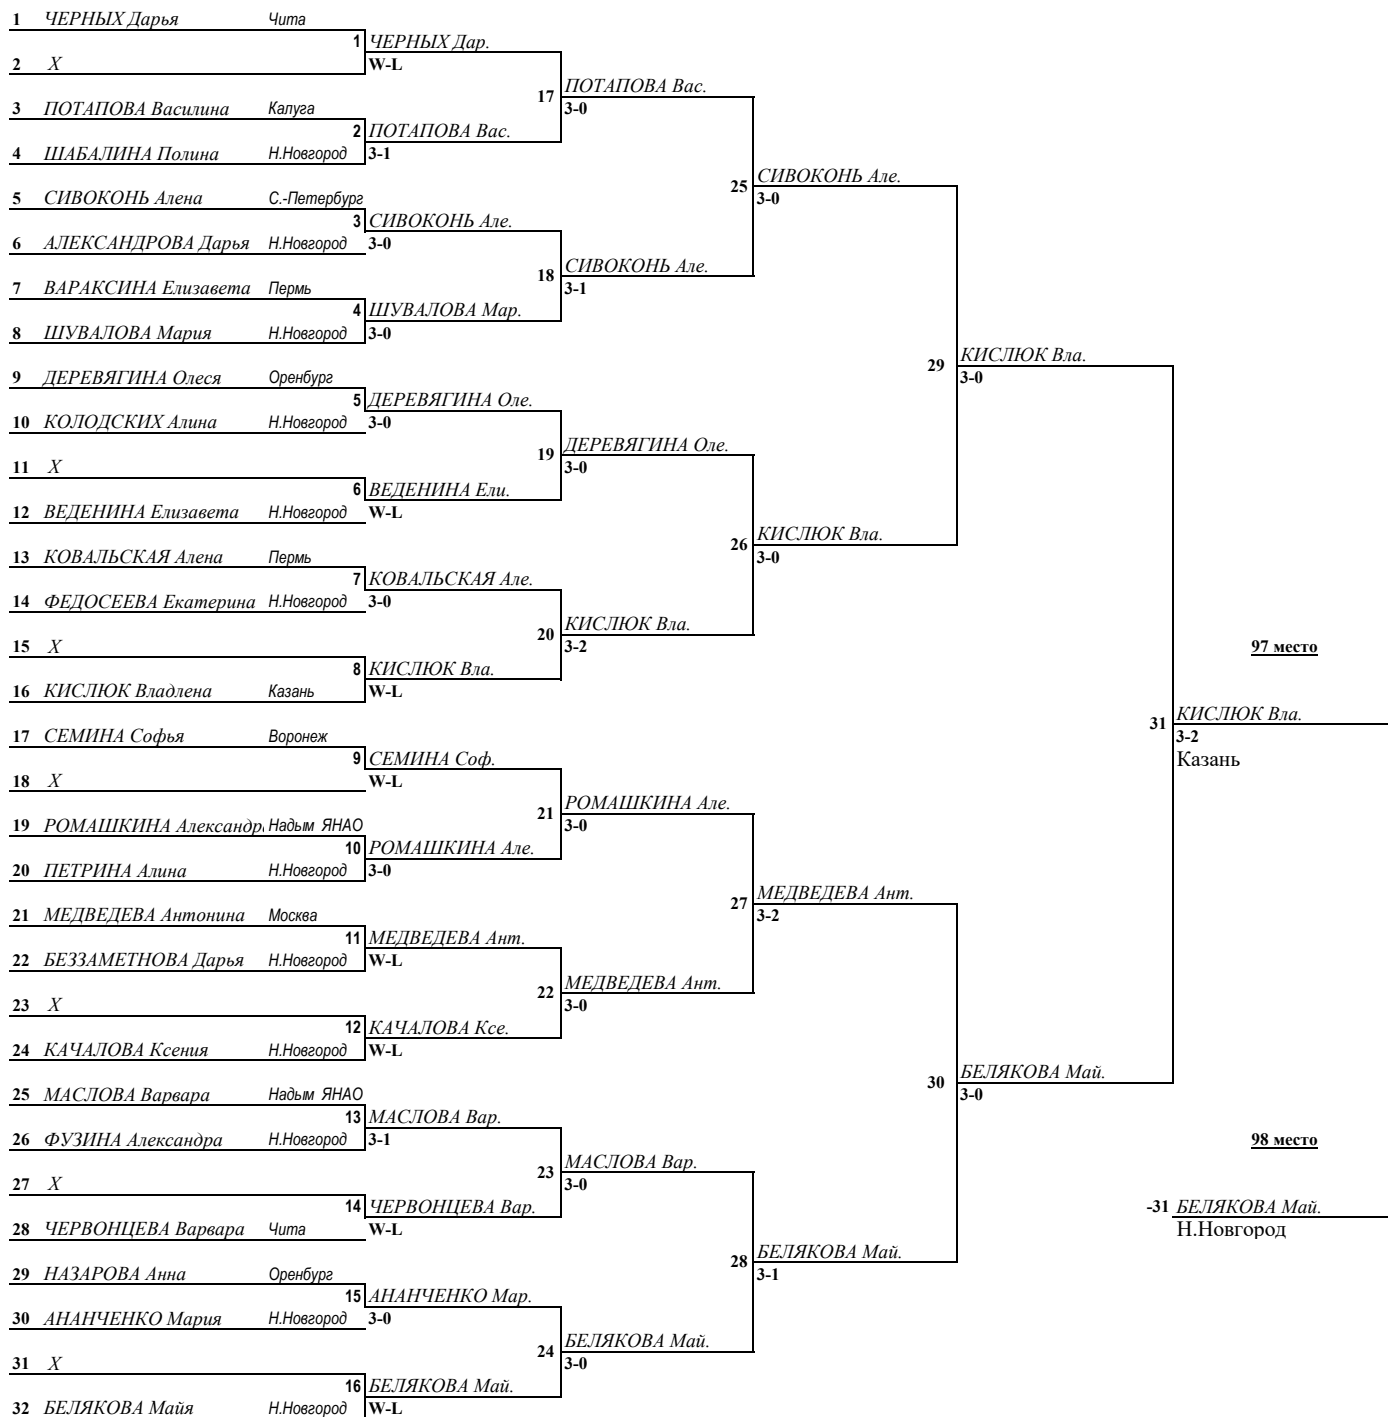 1 ЧЕРНЫХ Дарья Чита
1 ЧЕРНЫХ Дар.
2 X W-L
17 ПОТАПОВА Вас.
3 ПОТАПОВА Василина Калуга 3-0
2 ПОТАПОВА Вас.
4 ШАБАЛИНА Полина Н.Новгород 3-1
25 СИВОКОНЬ Але.
5 СИВОКОНЬ Алена С.-Петербург 3-0
3 СИВОКОНЬ Але.
6 АЛЕКСАНДРОВА Дарья Н.Новгород 3-0
18 СИВОКОНЬ Але.
7 ВАРАКСИНА Елизавета Пермь 3-1
4 ШУВАЛОВА Мар.
8 ШУВАЛОВА Мария Н.Новгород 3-0
29 КИСЛЮК Вла.
9 ДЕРЕВЯГИНА Олеся Оренбург 3-0
5 ДЕРЕВЯГИНА Оле.
10 КОЛОДСКИХ Алина Н.Новгород 3-0
19 ДЕРЕВЯГИНА Оле.
11 X 3-0
6 ВЕДЕНИНА Ели.
12 ВЕДЕНИНА Елизавета Н.Новгород W-L
26 КИСЛЮК Вла.
13 КОВАЛЬСКАЯ Алена Пермь 3-0
7 КОВАЛЬСКАЯ Але.
14 ФЕДОСЕЕВА Екатерина Н.Новгород 3-0
20 КИСЛЮК Вла.
15 X 3-2 97 место
8 КИСЛЮК Вла.
16 КИСЛЮК Владлена Казань W-L
31 КИСЛЮК Вла.
17 СЕМИНА Софья Воронеж 3-2
9 СЕМИНА Соф. Казань
18 X W-L
21 РОМАШКИНА Але.
19 РОМАШКИНА Александр Надым ЯНАО 3-0
10 РОМАШКИНА Але.
20 ПЕТРИНА Алина Н.Новгород 3-0
27 МЕДВЕДЕВА Ант.
21 МЕДВЕДЕВА Антонина Москва 3-2
11 МЕДВЕДЕВА Ант.
22 БЕЗЗАМЕТНОВА Дарья Н.Новгород W-L
22 МЕДВЕДЕВА Ант.
23 X 3-0
12 КАЧАЛОВА Ксе.
24 КАЧАЛОВА Ксения Н.Новгород W-L
30 БЕЛЯКОВА Май.
25 МАСЛОВА Варвара Надым ЯНАО 3-0
13 МАСЛОВА Вар.
26 ФУЗИНА Александра Н.Новгород 3-1 98 место
23 МАСЛОВА Вар.
27 X 3-0
14 ЧЕРВОНЦЕВА Вар. -31 БЕЛЯКОВА Май.
28 ЧЕРВОНЦЕВА Варвара Чита W-L Н.Новгород
28 БЕЛЯКОВА Май.
29 НАЗАРОВА Анна Оренбург 3-1
15 АНАНЧЕНКО Мар.
30 АНАНЧЕНКО Мария Н.Новгород 3-0
24 БЕЛЯКОВА Май.
31 X 3-0
16 БЕЛЯКОВА Май.
32 БЕЛЯКОВА Майя Н.Новгород W-L